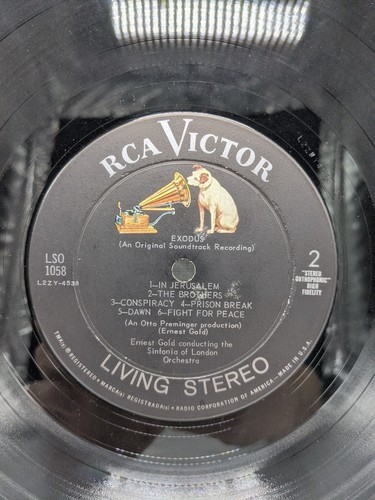 RCA VICTOR
EXODUS
(An Original Soundtrack Recording)
LSO
1058
L2ZY-4538
2
"STEREO
ORTHOPHONIC"
HIGH
FIDELITY
1—IN JERUSALEM
2—THE BROTHERS
3—CONSPIRACY 4—PRISON BREAK
5—DAWN 6—FIGHT FOR PEACE
(An Otto Preminger production)
(Ernest Gold)
Ernest Gold conducting the
Sinfonia of London
Orchestra
LIVING STEREO
TMK(s) ® REGISTERED • MARCA(s) REGISTRADA(s) • RADIO CORPORATION OF AMERICA—MADE IN U.S.A.